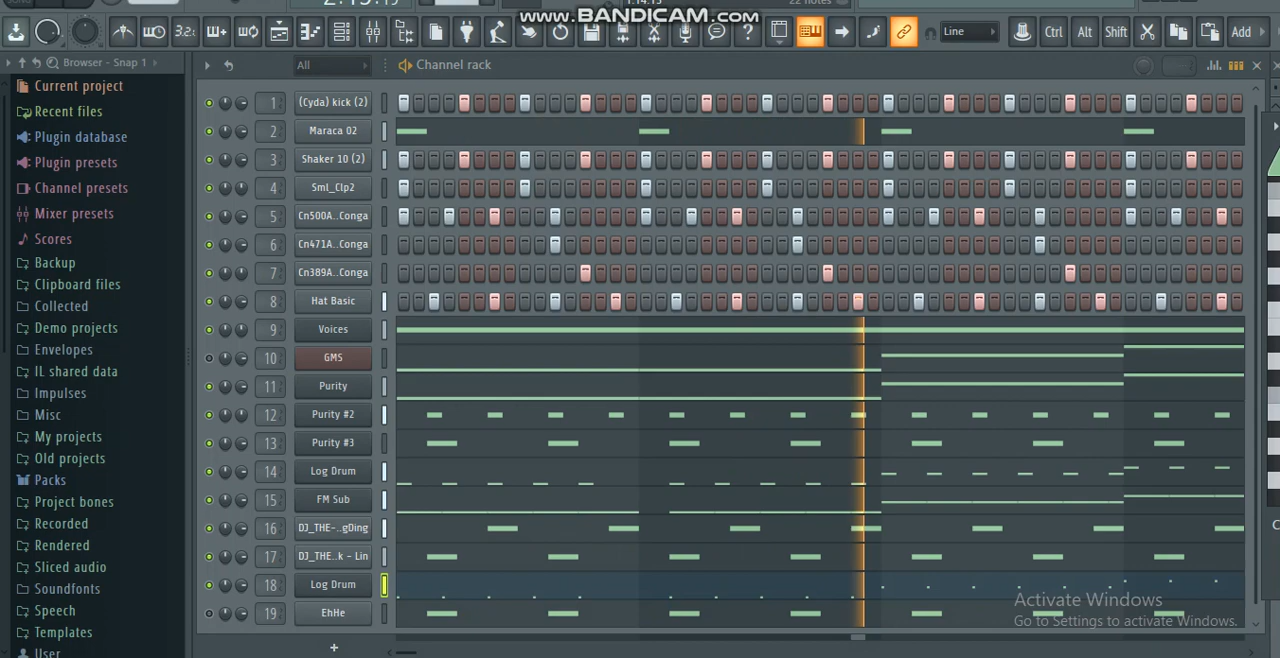 www.BANDICAM.com
22 notes
3.2:
Line
Ctrl
Alt
Shift
Add
Browser - Snap 1
All
Channel rack
Current project
Recent files
Plugin database
Plugin presets
Channel presets
Mixer presets
Scores
Backup
Clipboard files
Collected
Demo projects
Envelopes
IL shared data
Impulses
Misc
My projects
Old projects
Packs
Project bones
Recorded
Rendered
Sliced audio
Soundfonts
Speech
Templates
User
1 (Cyda) kick (2)
2 Maraca 02
3 Shaker 10 (2)
4 Sml_Clp2
5 Cn500A..Conga
6 Cn471A..Conga
7 Cn389A..Conga
8 Hat Basic
9 Voices
10 GMS
11 Purity
12 Purity #2
13 Purity #3
14 Log Drum
15 FM Sub
16 DJ_THE-..gDing
17 DJ_THE..k - Lin
18 Log Drum
19 EhHe
+
Activate Windows
Go to Settings to activate Windows.